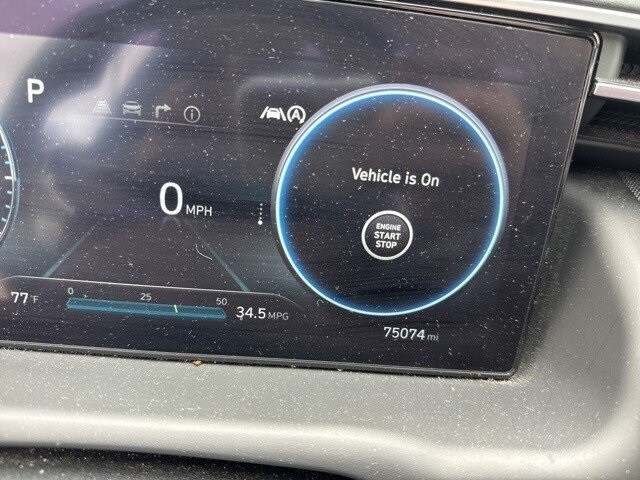 P
A
Vehicle is On
0 MPH
ENGINE
START
STOP
77°F
0 25 50
34.5 MPG
75074 mi